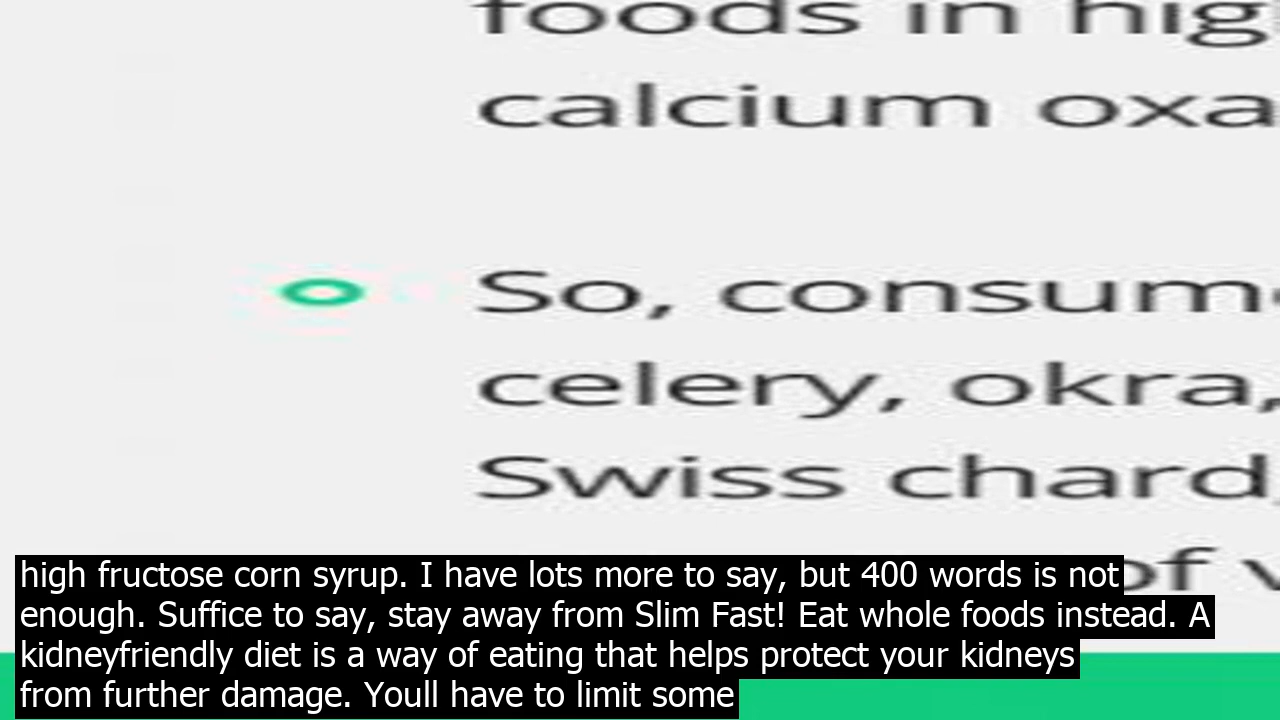 foods in hig
calcium oxa
So, consum
celery, okra,
Swiss chard,
of
high fructose corn syrup. I have lots more to say, but 400 words is not
enough. Suffice to say, stay away from Slim Fast! Eat whole foods instead. A
kidneyfriendly diet is a way of eating that helps protect your kidneys
from further damage. Youll have to limit some